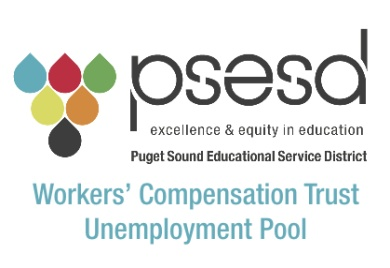 psesd
excellence & equity in education
Puget Sound Educational Service District
Workers' Compensation Trust
Unemployment Pool